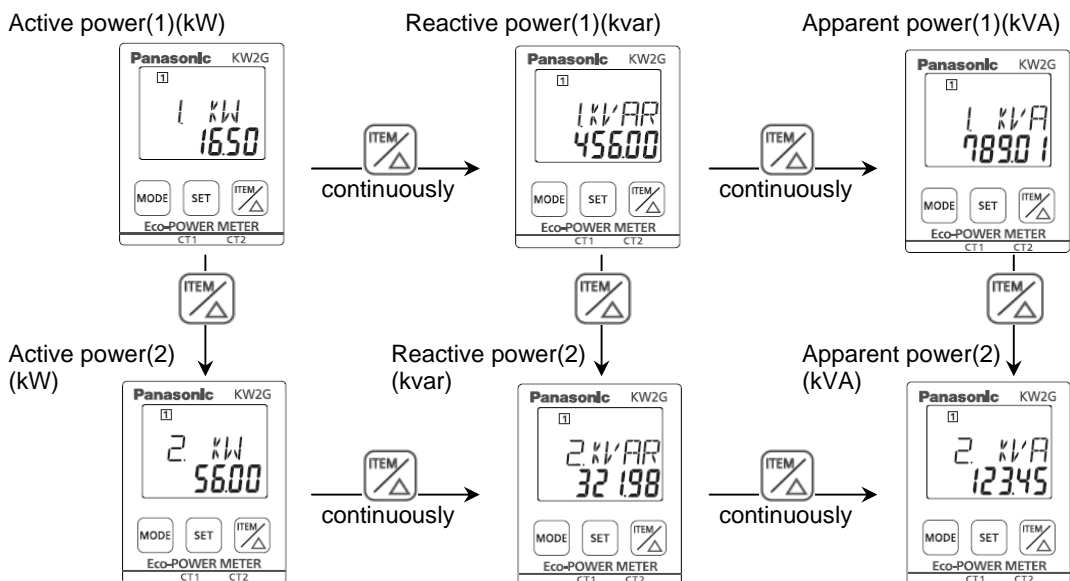 Active power(1)(kW)
Reactive power(1)(kvar)
Apparent power(1)(kVA)
Panasonic KW2G
1
1. KW
16.50
MODE SET ITEM/△
Eco-POWER METER
CT1 CT2
ITEM/△
continuously
Panasonic KW2G
1
1.KVAR
456.00
MODE SET ITEM/△
Eco-POWER METER
CT1 CT2
ITEM/△
continuously
Panasonic KW2G
1
1. KVA
789.01
MODE SET ITEM/△
Eco-POWER METER
CT1 CT2
ITEM/△
ITEM/△
ITEM/△
Active power(2)
(kW)
Reactive power(2)
(kvar)
Apparent power(2)
(kVA)
Panasonic KW2G
1
2. KW
56.00
MODE SET ITEM/△
Eco-POWER METER
CT1 CT2
ITEM/△
continuously
Panasonic KW2G
1
2.KVAR
321.98
MODE SET ITEM/△
Eco-POWER METER
CT1 CT2
ITEM/△
continuously
Panasonic KW2G
1
2. KVA
123.45
MODE SET ITEM/△
Eco-POWER METER
CT1 CT2